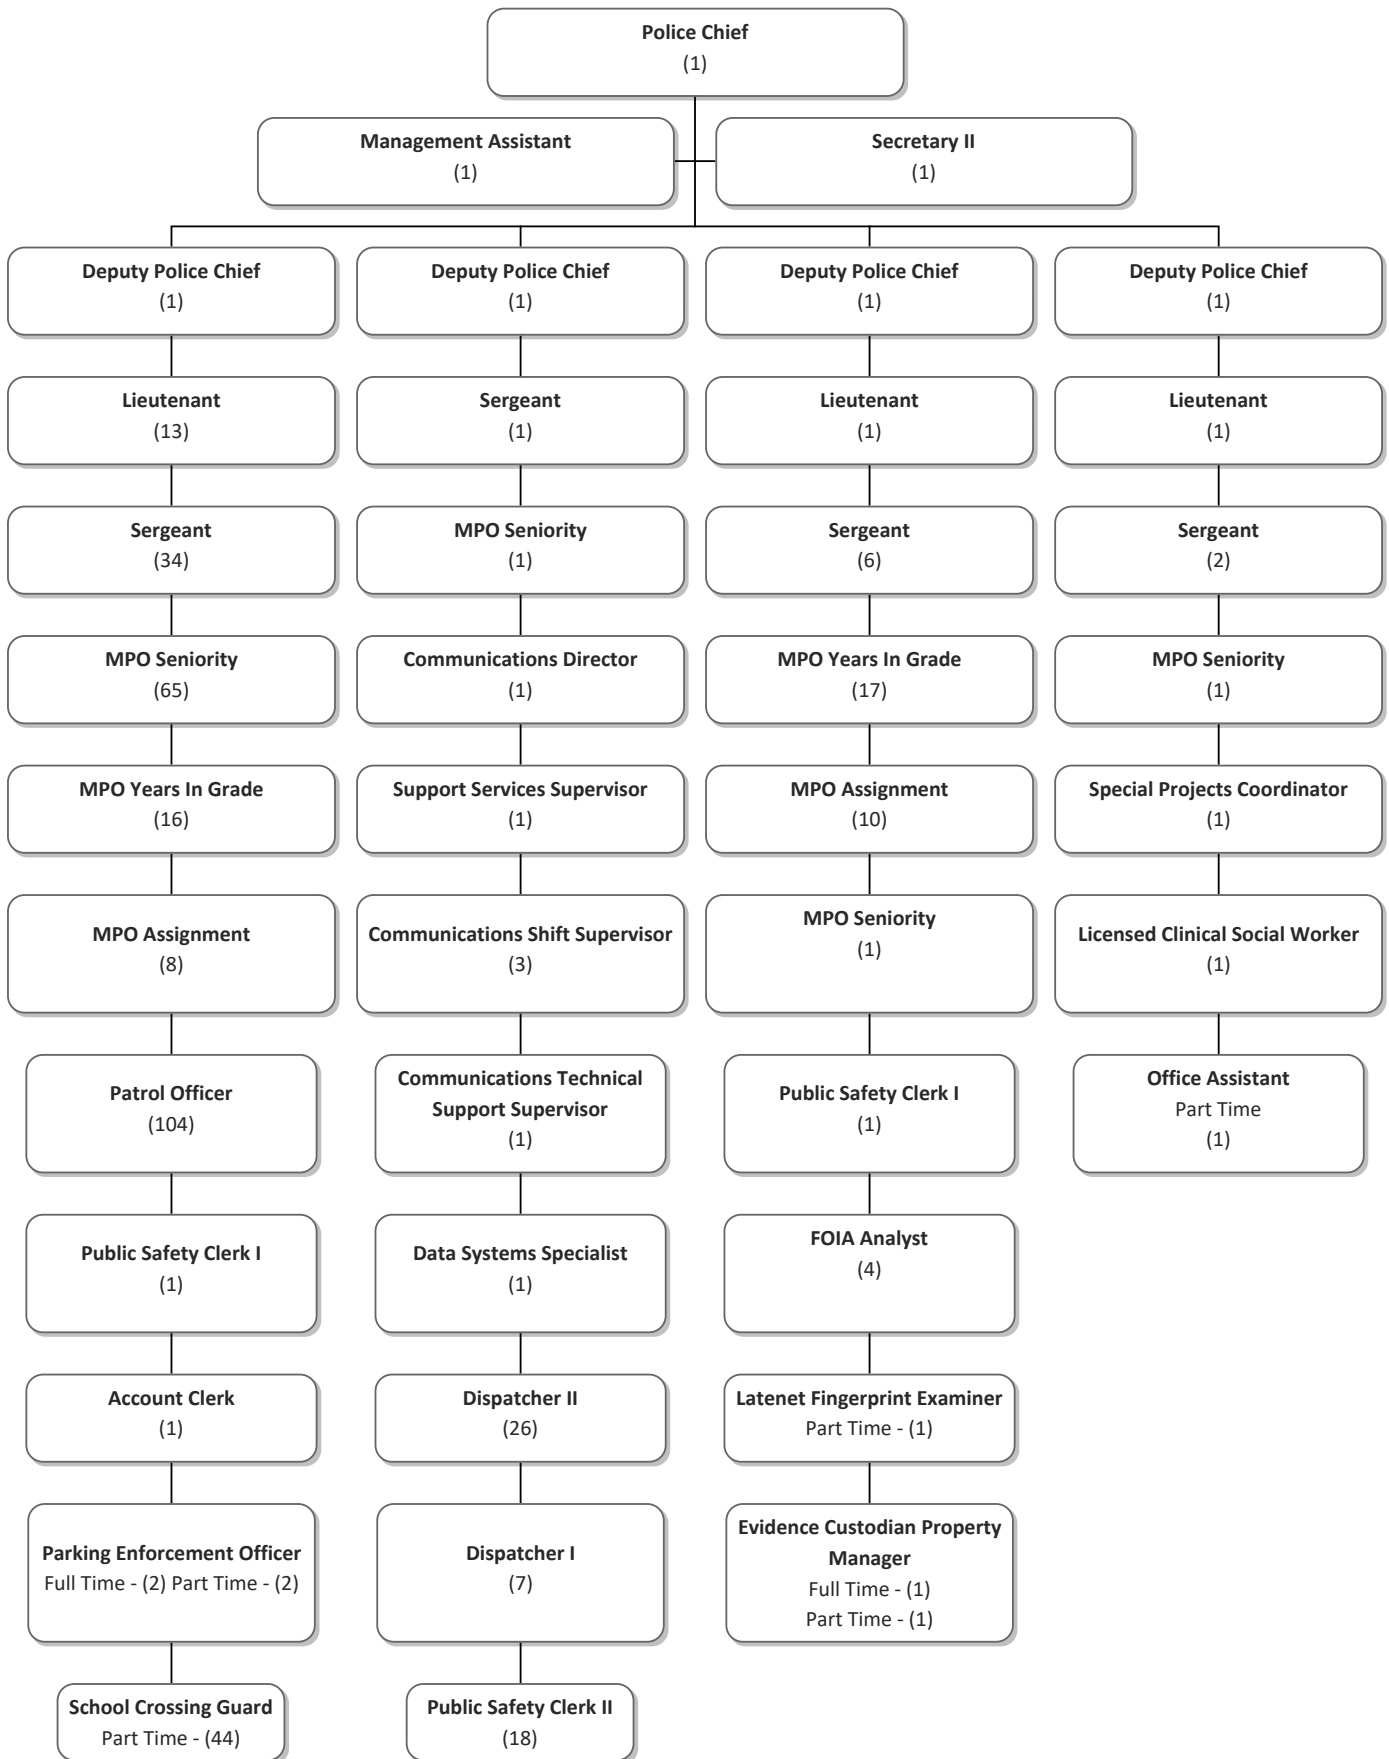 Police Chief
(1)
Management Assistant
(1)
Secretary II
(1)
Deputy Police Chief
(1)
Lieutenant
(13)
Sergeant
(34)
MPO Seniority
(65)
MPO Years In Grade
(16)
MPO Assignment
(8)
Patrol Officer
(104)
Public Safety Clerk I
(1)
Account Clerk
(1)
Parking Enforcement Officer
Full Time - (2) Part Time - (2)
School Crossing Guard
Part Time - (44)
Deputy Police Chief
(1)
Sergeant
(1)
MPO Seniority
(1)
Communications Director
(1)
Support Services Supervisor
(1)
Communications Shift Supervisor
(3)
Communications Technical
Support Supervisor
(1)
Data Systems Specialist
(1)
Dispatcher II
(26)
Dispatcher I
(7)
Public Safety Clerk II
(18)
Deputy Police Chief
(1)
Lieutenant
(1)
Sergeant
(6)
MPO Years In Grade
(17)
MPO Assignment
(10)
MPO Seniority
(1)
Public Safety Clerk I
(1)
FOIA Analyst
(4)
Latenet Fingerprint Examiner
Part Time - (1)
Evidence Custodian Property
Manager
Full Time - (1)
Part Time - (1)
Deputy Police Chief
(1)
Lieutenant
(1)
Sergeant
(2)
MPO Seniority
(1)
Special Projects Coordinator
(1)
Licensed Clinical Social Worker
(1)
Office Assistant
Part Time
(1)